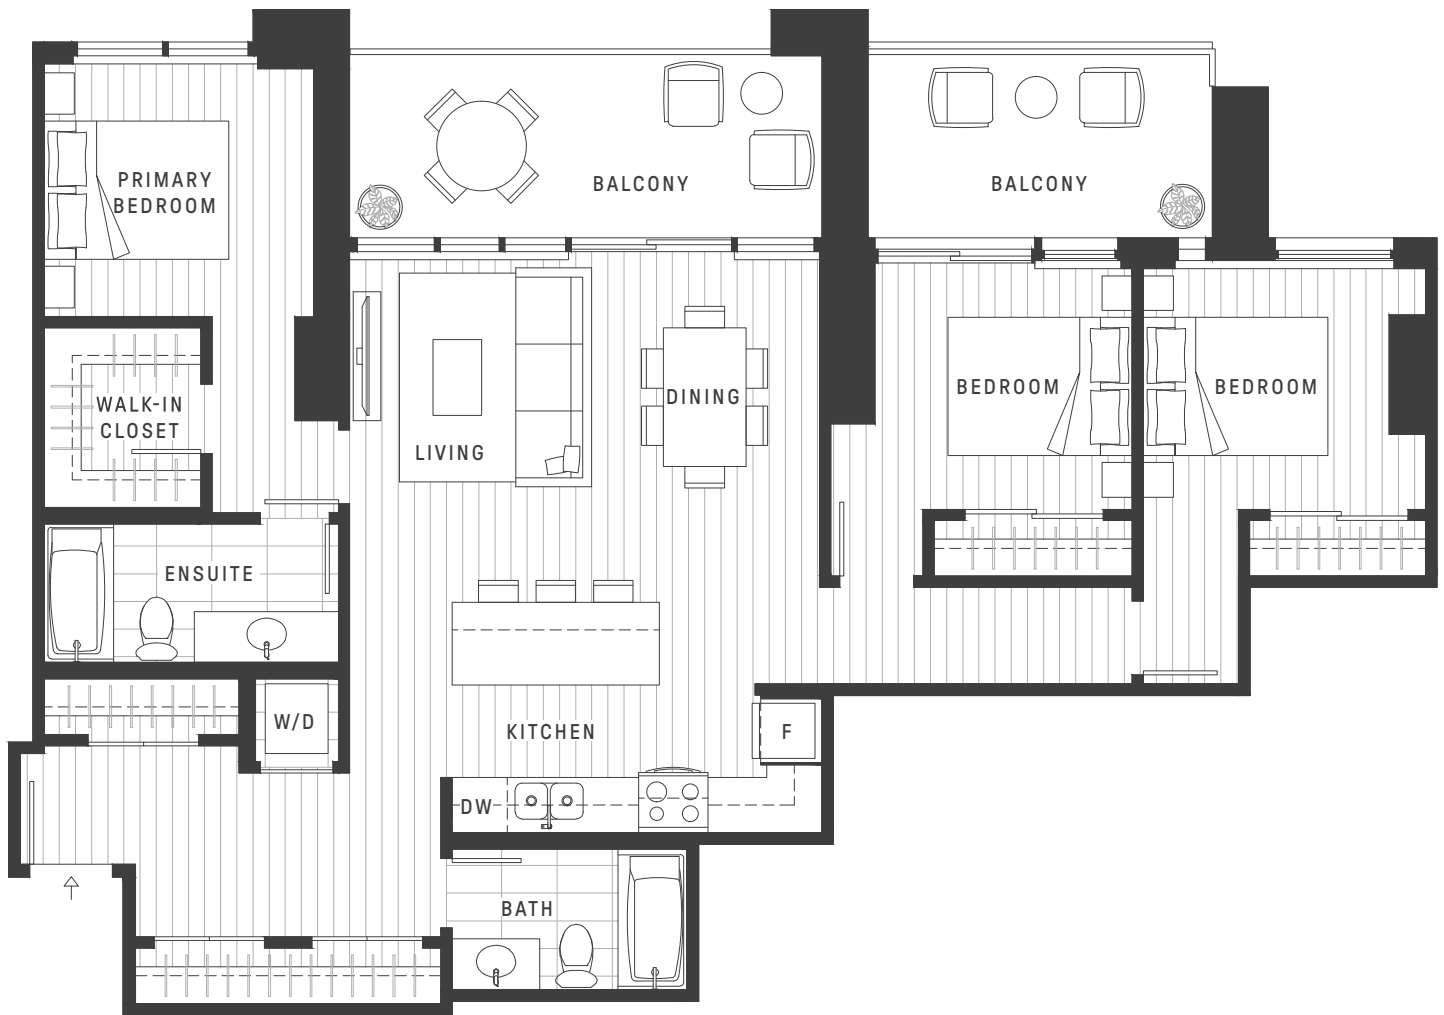 PRIMARY
BEDROOM
BALCONY
BALCONY
WALK-IN
CLOSET
LIVING
DINING
BEDROOM
BEDROOM
ENSUITE
W/D
KITCHEN
F
DW
BATH